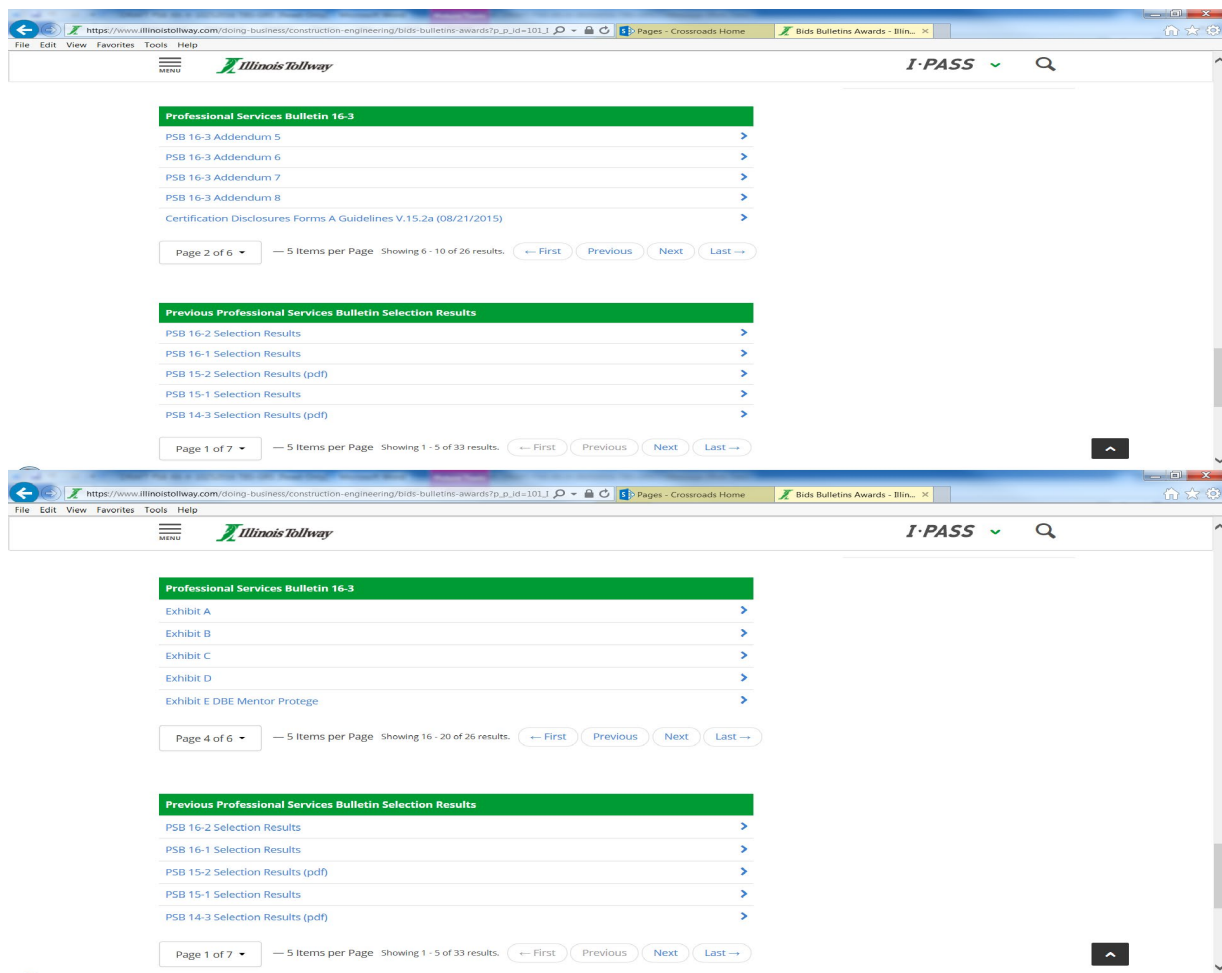 https://www.illinoistollway.com/doing-business/construction-engineering/bids-bulletins-awards?p_p_id=101_I Pages - Crossroads Home Bids Bulletins Awards - Illin... ×
File Edit View Favorites Tools Help
MENU Illinois Tollway I·PASS
Professional Services Bulletin 16-3
PSB 16-3 Addendum 5
PSB 16-3 Addendum 6
PSB 16-3 Addendum 7
PSB 16-3 Addendum 8
Certification Disclosures Forms A Guidelines V.15.2a (08/21/2015)
Page 2 of 6 — 5 Items per Page Showing 6 - 10 of 26 results. ← First Previous Next Last →
Previous Professional Services Bulletin Selection Results
PSB 16-2 Selection Results
PSB 16-1 Selection Results
PSB 15-2 Selection Results (pdf)
PSB 15-1 Selection Results
PSB 14-3 Selection Results (pdf)
Page 1 of 7 — 5 Items per Page Showing 1 - 5 of 33 results. ← First Previous Next Last →
https://www.illinoistollway.com/doing-business/construction-engineering/bids-bulletins-awards?p_p_id=101_I Pages - Crossroads Home Bids Bulletins Awards - Illin... ×
File Edit View Favorites Tools Help
MENU Illinois Tollway I·PASS
Professional Services Bulletin 16-3
Exhibit A
Exhibit B
Exhibit C
Exhibit D
Exhibit E DBE Mentor Protege
Page 4 of 6 — 5 Items per Page Showing 16 - 20 of 26 results. ← First Previous Next Last →
Previous Professional Services Bulletin Selection Results
PSB 16-2 Selection Results
PSB 16-1 Selection Results
PSB 15-2 Selection Results (pdf)
PSB 15-1 Selection Results
PSB 14-3 Selection Results (pdf)
Page 1 of 7 — 5 Items per Page Showing 1 - 5 of 33 results. ← First Previous Next Last →